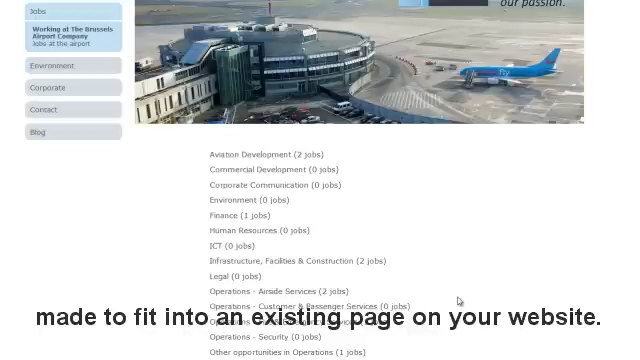 our passion.
Jobs
Working at The Brussels
Airport Company
Jobs at the airport
Environment
Corporate
Contact
Blog
fly
Aviation Development (2 jobs)
Commercial Development (0 jobs)
Corporate Communication (0 jobs)
Environment (0 jobs)
Finance (1 jobs)
Human Resources (0 jobs)
ICT (0 jobs)
Infrastructure, Facilities & Construction (2 jobs)
Legal (0 jobs)
Operations - Airside Services (2 jobs)
Operations - Customer & Passenger Services (0 jobs)
made to fit into an existing page on your website.
Operations - Security (0 jobs)
Other opportunities in Operations (1 jobs)